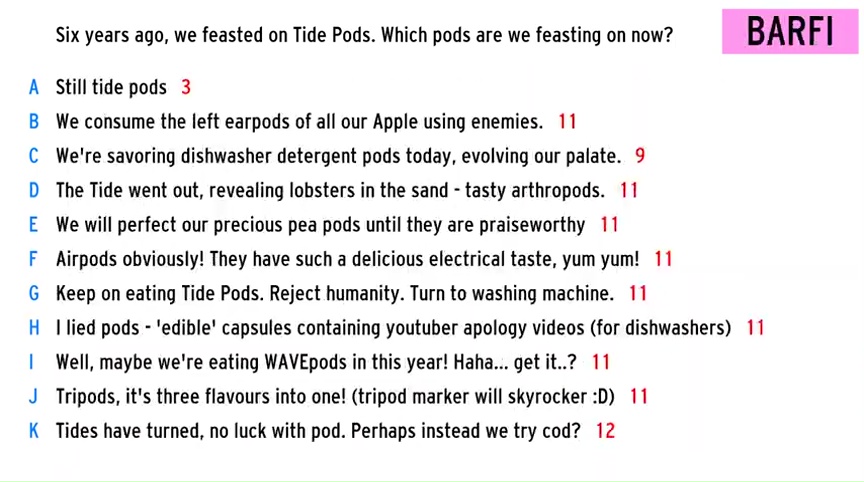 Six years ago, we feasted on Tide Pods. Which pods are we feasting on now?
BARFI
A Still tide pods 3
B We consume the left earpods of all our Apple using enemies. 11
C We're savoring dishwasher detergent pods today, evolving our palate. 9
D The Tide went out, revealing lobsters in the sand - tasty arthropods. 11
E We will perfect our precious pea pods until they are praiseworthy 11
F Airpods obviously! They have such a delicious electrical taste, yum yum! 11
G Keep on eating Tide Pods. Reject humanity. Turn to washing machine. 11
H I lied pods - 'edible' capsules containing youtuber apology videos (for dishwashers) 11
I Well, maybe we're eating WAVEpods in this year! Haha... get it..? 11
J Tripods, it's three flavours into one! (tripod marker will skyrocker :D) 11
K Tides have turned, no luck with pod. Perhaps instead we try cod? 12